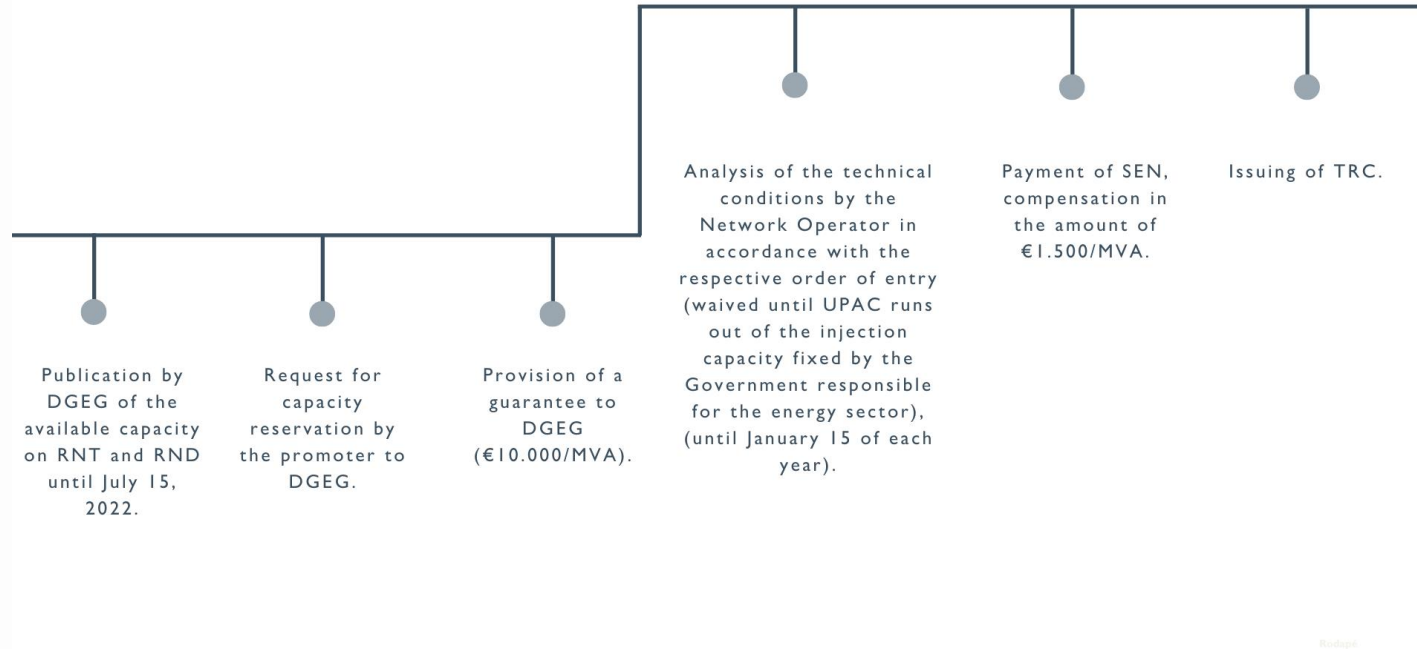 Publication by
DGEG of the
available capacity
on RNT and RND
until July 15,
2022.
Request for
capacity
reservation by
the promoter to
DGEG.
Provision of a
guarantee to
DGEG
(€10.000/MVA).
Analysis of the technical
conditions by the
Network Operator in
accordance with the
respective order of entry
(waived until UPAC runs
out of the injection
capacity fixed by the
Government responsible
for the energy sector),
(until January 15 of each
year).
Payment of SEN,
compensation in
the amount of
€1.500/MVA.
Issuing of TRC.